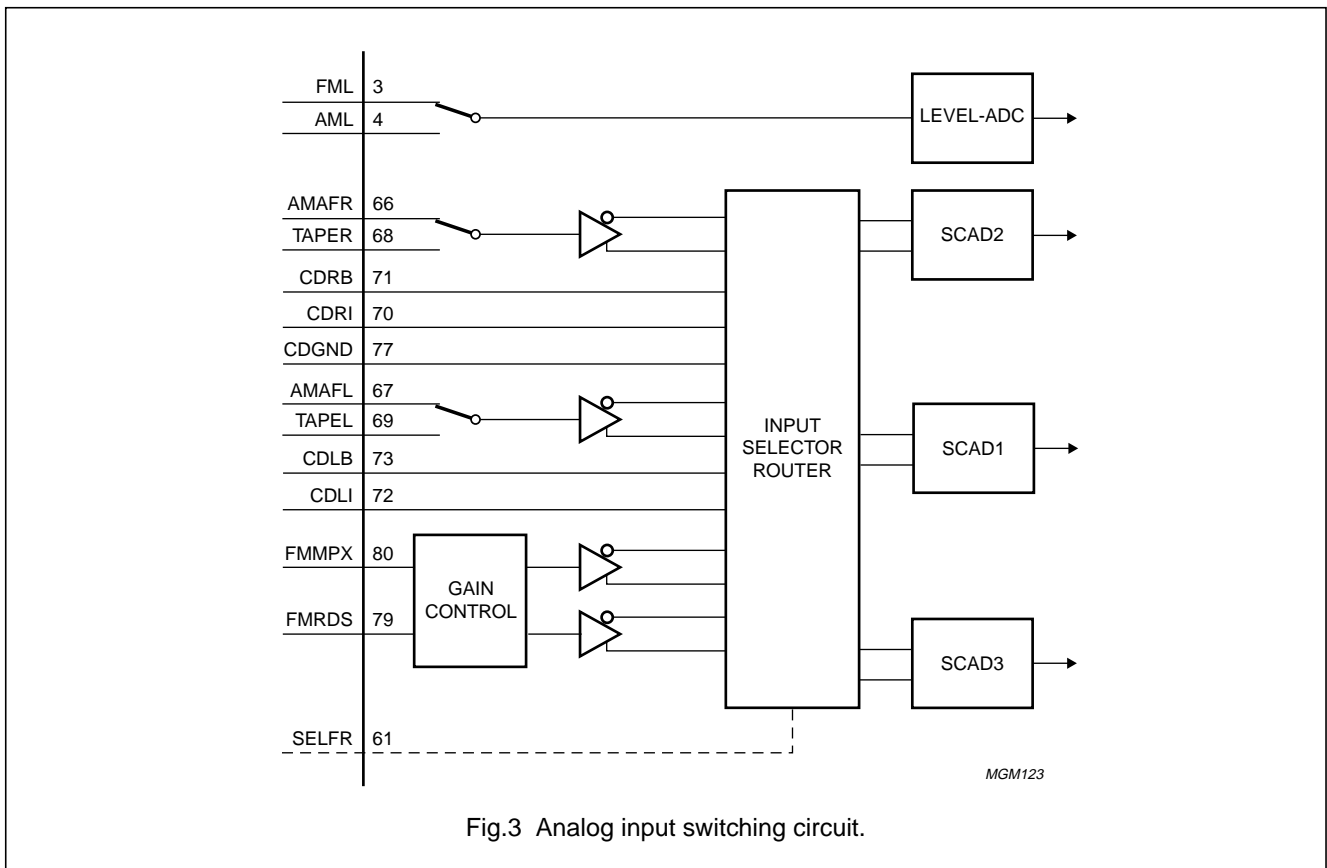 FML 3
AML 4
LEVEL-ADC
AMAFR 66
TAPER 68
SCAD2
CDRB 71
CDRI 70
CDGND 77
AMAFL 67
TAPEL 69
INPUT
SELECTOR
ROUTER
SCAD1
CDLB 73
CDLI 72
FMMPX 80
GAIN
CONTROL
FMRDS 79
SCAD3
SELFR 61
MGM123
Fig.3 Analog input switching circuit.